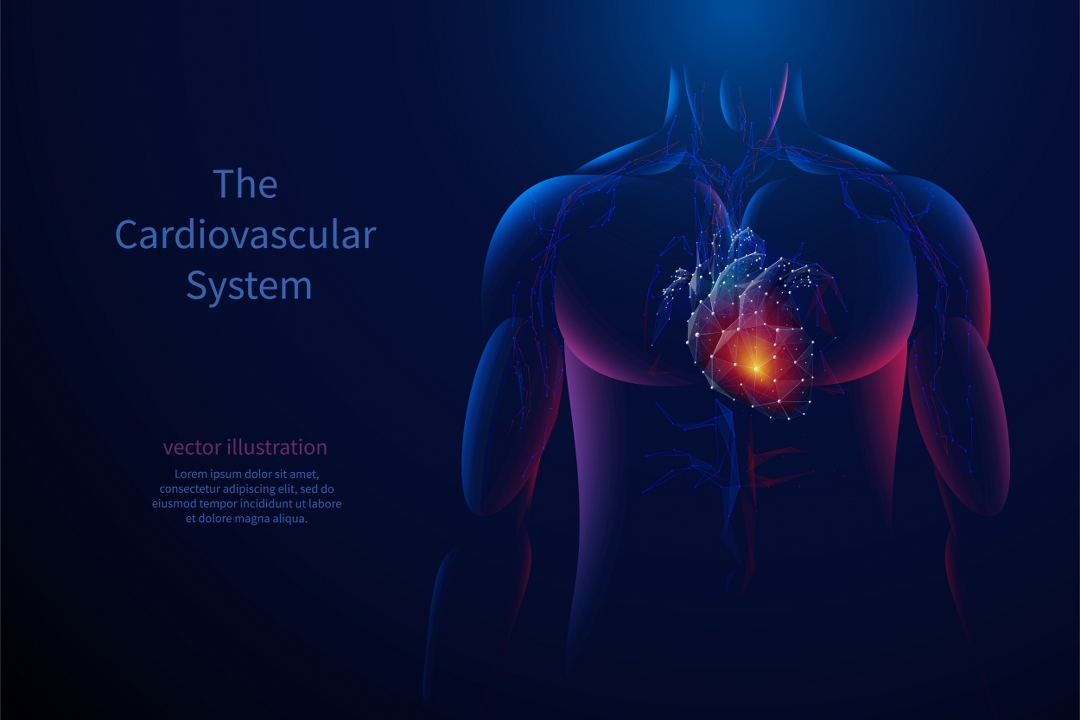 The
Cardiovascular
System
vector illustration
Lorem ipsum dolor sit amet,
consectetur adipiscing elit, sed do
eiusmod tempor incididunt ut labore
et dolore magna aliqua.